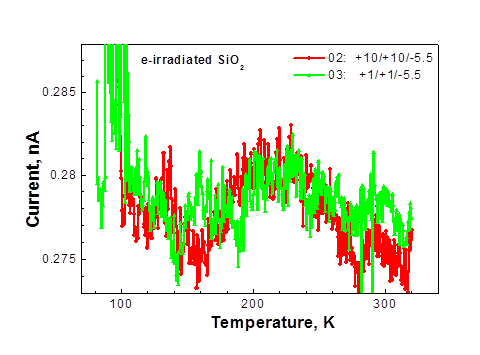 e-irradiated SiO₂
02: +10/+10/-5.5
03: +1/+1/-5.5
0.285
0.28
0.275
Current, nA
100
200
300
Temperature, K